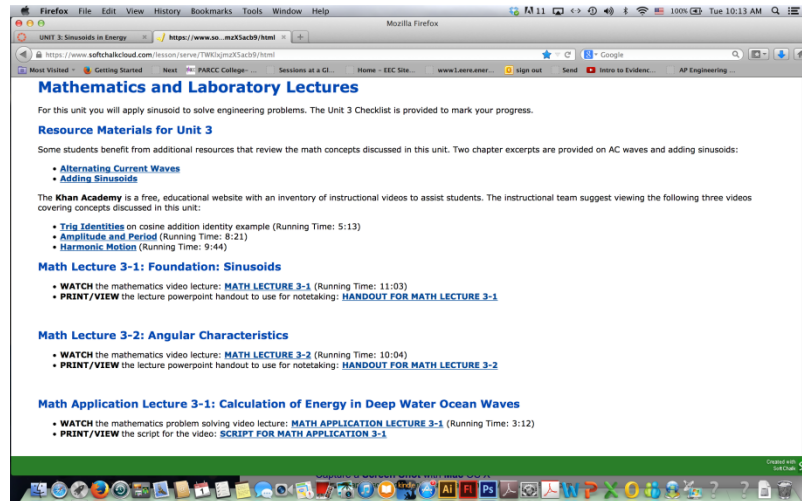 Firefox File Edit View History Bookmarks Tools Window Help 11 100% Tue 10:13 AM
Mozilla Firefox
UNIT 3: Sinusoids in Energy × https://www.so...mzX5acb9/html × +
https://www.softchalkcloud.com/lesson/serve/TWKlxjmzX5acb9/html Google
Most Visited Getting Started Next PARCC College-... Sessions at a Gl... Home - EEC Site... www1.eere.ener... sign out Send Intro to Evidenc... AP Engineering ...
Mathematics and Laboratory Lectures
For this unit you will apply sinusoid to solve engineering problems. The Unit 3 Checklist is provided to mark your progress.
Resource Materials for Unit 3
Some students benefit from additional resources that review the math concepts discussed in this unit. Two chapter excerpts are provided on AC waves and adding sinusoids:
• Alternating Current Waves
• Adding Sinusoids
The Khan Academy is a free, educational website with an inventory of instructional videos to assist students. The instructional team suggest viewing the following three videos
covering concepts discussed in this unit:
• Trig Identities on cosine addition identity example (Running Time: 5:13)
• Amplitude and Period (Running Time: 8:21)
• Harmonic Motion (Running Time: 9:44)
Math Lecture 3-1: Foundation: Sinusoids
• WATCH the mathematics video lecture: MATH LECTURE 3-1 (Running Time: 11:03)
• PRINT/VIEW the lecture powerpoint handout to use for notetaking: HANDOUT FOR MATH LECTURE 3-1
Math Lecture 3-2: Angular Characteristics
• WATCH the mathematics video lecture: MATH LECTURE 3-2 (Running Time: 10:04)
• PRINT/VIEW the lecture powerpoint handout to use for notetaking: HANDOUT FOR MATH LECTURE 3-2
Math Application Lecture 3-1: Calculation of Energy in Deep Water Ocean Waves
• WATCH the mathematics problem solving video lecture: MATH APPLICATION LECTURE 3-1 (Running Time: 3:12)
• PRINT/VIEW the script for the video: SCRIPT FOR MATH APPLICATION 3-1
Created with
SoftChalk
kindle Ai Fl Ps